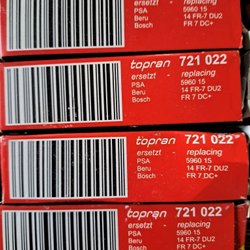 ersetzt - replacing
PSA 5960 15
Beru 14 FR-7 DU2
Bosch FR 7 DC+
topran 721 022
ersetzt - replacing
PSA 5960 15
Beru 14 FR-7 DU2
Bosch FR 7 DC+
topran 721 022
ersetzt - replacing
PSA 5960 15
Beru 14 FR-7 DU2
Bosch FR 7 DC+
topran 721 022
ersetzt - replacing
PSA 5960 15
Beru 14 FR-7 DU2
Bosch FR 7 DC+